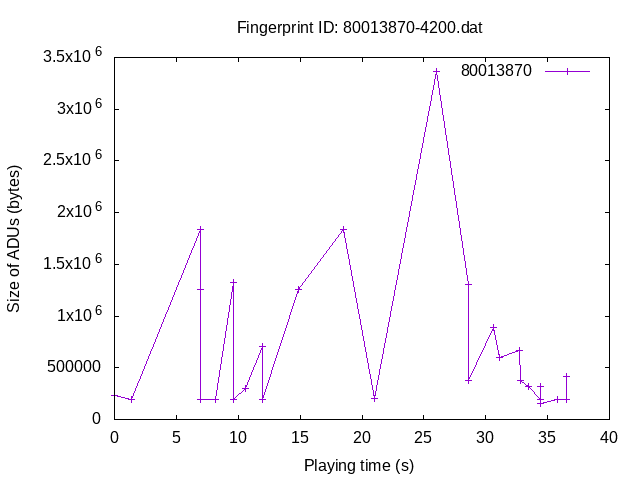 Fingerprint ID: 80013870-4200.dat
80013870
3.5x10^6
3x10^6
2.5x10^6
2x10^6
1.5x10^6
1x10^6
500000
0
Size of ADUs (bytes)
0 5 10 15 20 25 30 35 40
Playing time (s)